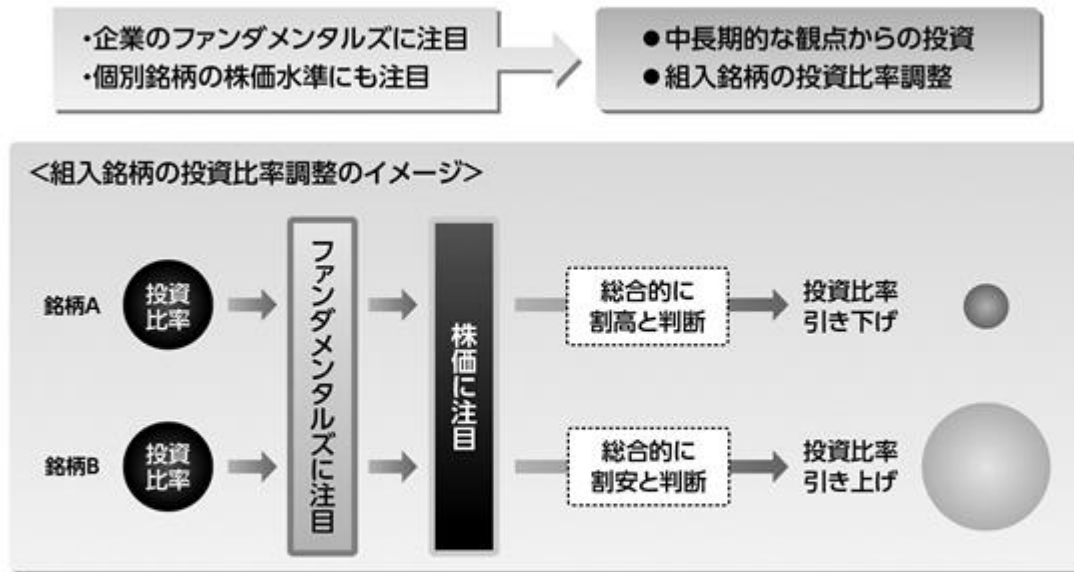 ・企業のファンダメンタルズに注目
・個別銘柄の株価水準にも注目
●中長期的な観点からの投資
●組入銘柄の投資比率調整
<組入銘柄の投資比率調整のイメージ>
銘柄A
投資
比率
ファンダメンタルズに注目
株価に注目
総合的に
割高と判断
投資比率
引き下げ
銘柄B
投資
比率
総合的に
割安と判断
投資比率
引き上げ